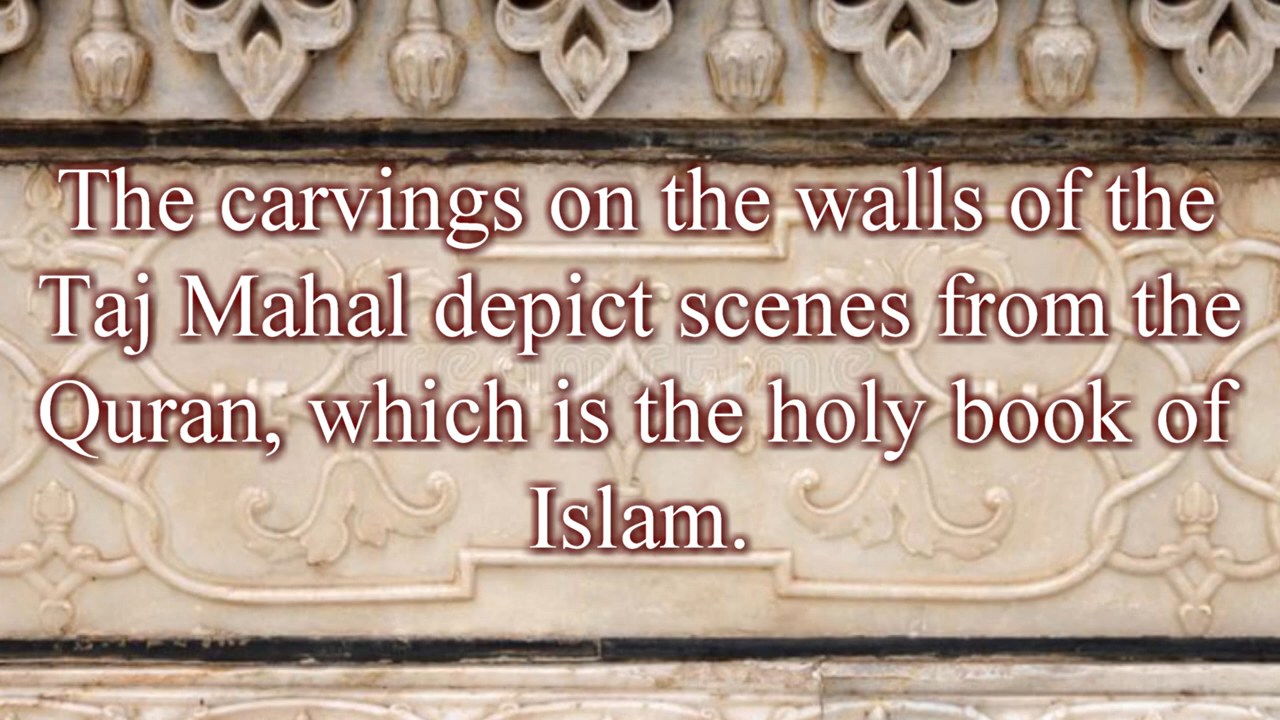 The carvings on the walls of the
Taj Mahal depict scenes from the
Quran, which is the holy book of
Islam.
dreamstime